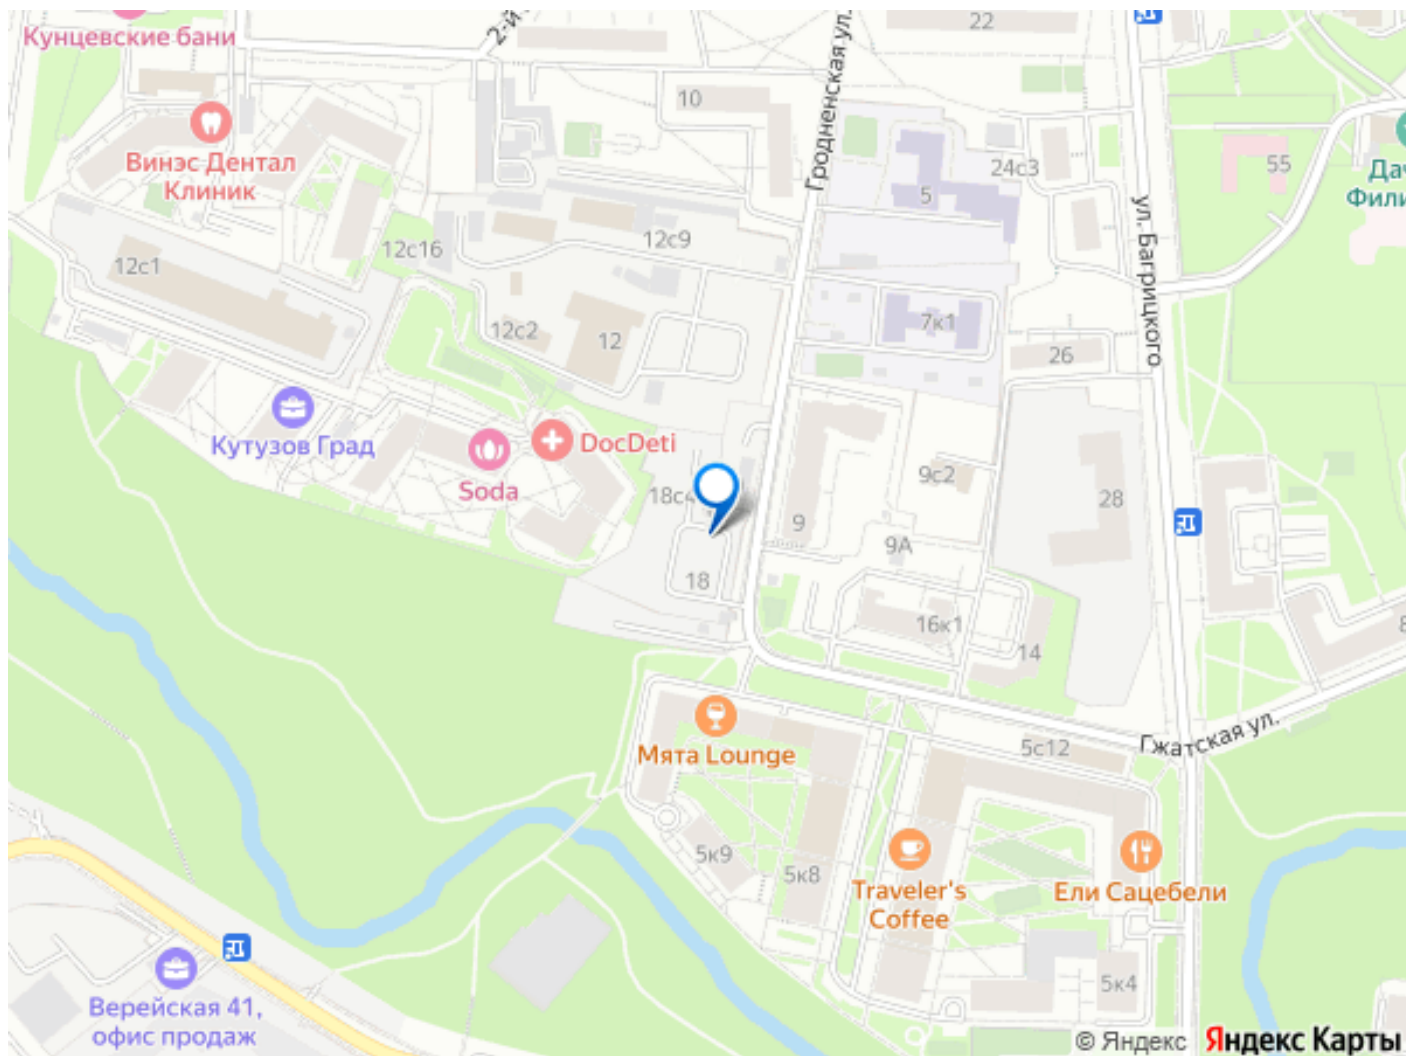 Кунцевские бани
2-й
Гродненская ул.
22
10
Винэс Дентал
Клиник
24с3
55
5
ул. Багрицкого
12с9
12с16
12с1
12с2
12
7к1
26
Кутузов Град
DocDeti
Soda
18с4
9с2
28
9
9А
18
16к1
14
Гжатская ул.
5с12
Мята Lounge
5к9
5к8
Traveler's
Coffee
Ели Сацебели
5к4
Верейская 41,
офис продаж
© Яндекс Яндекс Карты